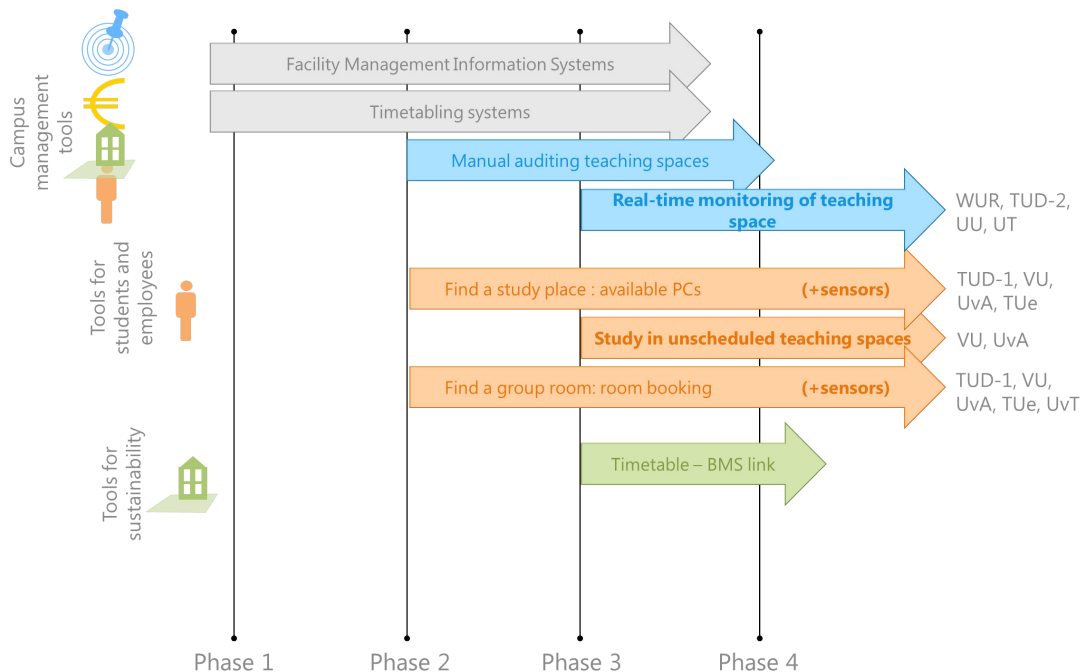 Campus
management
tools
Facility Management Information Systems
Timetabling systems
Manual auditing teaching spaces
Real-time monitoring of teaching
space
WUR, TUD-2,
UU, UT
Tools for
students and
employees
Find a study place : available PCs (+sensors)
TUD-1, VU,
UvA, TUe
Study in unscheduled teaching spaces
VU, UvA
Find a group room: room booking (+sensors)
TUD-1, VU,
UvA, TUe, UvT
Tools for
sustainability
Timetable – BMS link
Phase 1 Phase 2 Phase 3 Phase 4